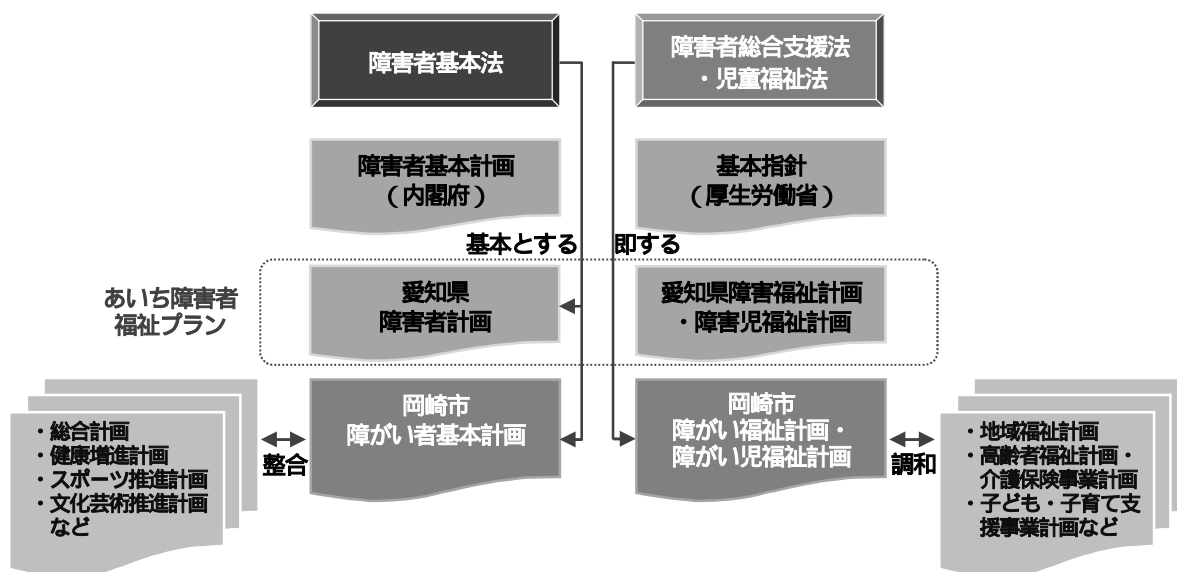 障害者基本法
障害者総合支援法
・児童福祉法
障害者基本計画
（内閣府）
基本指針
（厚生労働省）
基本とする
即する
あいち障害者
福祉プラン
愛知県
障害者計画
愛知県障害福祉計画
・障害児福祉計画
・総合計画
・健康増進計画
・スポーツ推進計画
・文化芸術推進計画
など
整合
岡崎市
障がい者基本計画
岡崎市
障がい福祉計画・
障がい児福祉計画
調和
・地域福祉計画
・高齢者福祉計画・
介護保険事業計画
・子ども・子育て支
援事業計画など